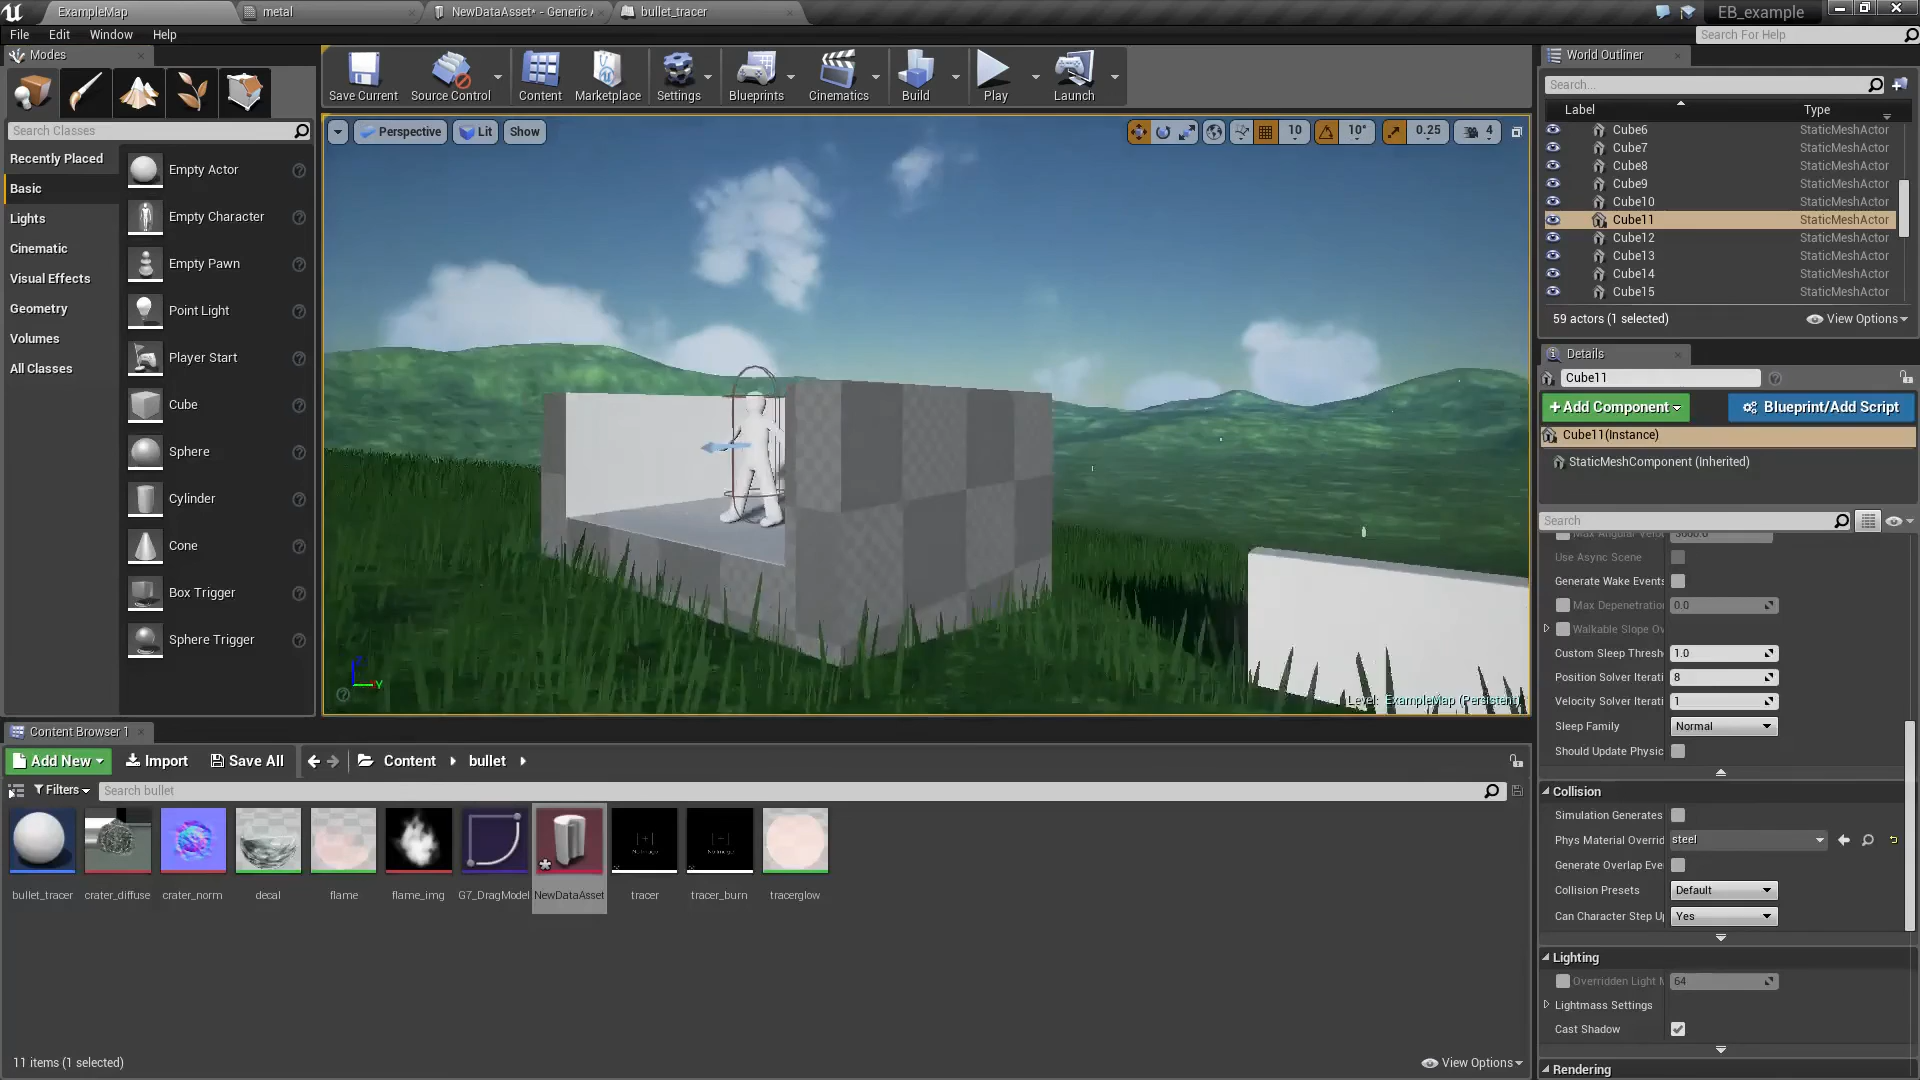 ExampleMap
metal
NewDataAsset* - Generic A
bullet_tracer
EB_example
File
Edit
Window
Help
Search For Help
Modes
Search Classes
Recently Placed
Basic
Lights
Cinematic
Visual Effects
Geometry
Volumes
All Classes
Empty Actor
Empty Character
Empty Pawn
Point Light
Player Start
Cube
Sphere
Cylinder
Cone
Box Trigger
Sphere Trigger
Save Current
Source Control
Content
Marketplace
Settings
Blueprints
Cinematics
Build
Play
Launch
Perspective
Lit
Show
10
10°
0.25
4
Level: ExampleMap (Persistent)
World Outliner
Search...
Label
Type
Cube6 StaticMeshActor
Cube7 StaticMeshActor
Cube8 StaticMeshActor
Cube9 StaticMeshActor
Cube10 StaticMeshActor
Cube11 StaticMeshActor
Cube12 StaticMeshActor
Cube13 StaticMeshActor
Cube14 StaticMeshActor
Cube15 StaticMeshActor
59 actors (1 selected)
View Options
Details
Cube11
+Add Component
Blueprint/Add Script
Cube11(Instance)
StaticMeshComponent (Inherited)
Search
Use Async Scene
Generate Wake Events
Max Depenetratio 0.0
Walkable Slope Ov
Custom Sleep Thresh 1.0
Position Solver Iterati 8
Velocity Solver Iterati 1
Sleep Family Normal
Should Update Physic
Collision
Simulation Generates
Phys Material Overrid steel
Generate Overlap Eve
Collision Presets Default
Can Character Step U Yes
Lighting
Overridden Light M 64
Lightmass Settings
Cast Shadow
Rendering
Content Browser 1
Add New
Import
Save All
Content
bullet
Filters
Search bullet
bullet_tracer
crater_diffuse
crater_norm
decal
flame
flame_img
G7_DragModel
NewDataAsset
tracer
tracer_burn
tracerglow
11 items (1 selected)
View Options